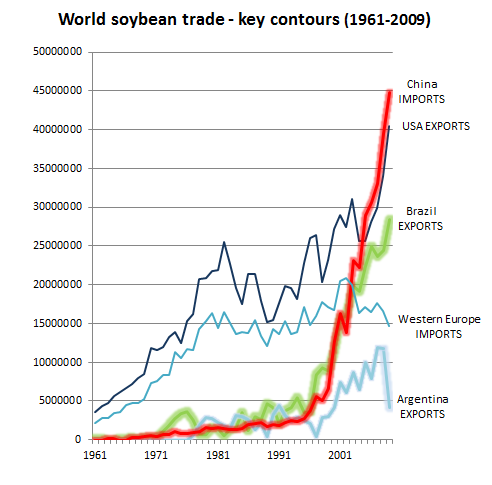 World soybean trade - key contours (1961-2009)
50000000
45000000
40000000
35000000
30000000
25000000
20000000
15000000
10000000
5000000
0
1961
1971
1981
1991
2001
China
IMPORTS
USA EXPORTS
Brazil
EXPORTS
Western Europe
IMPORTS
Argentina
EXPORTS